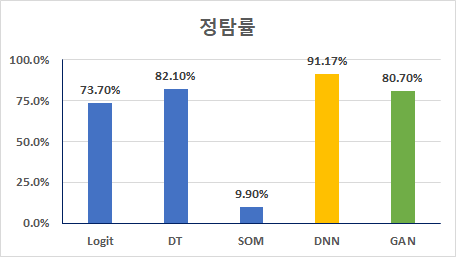 정탐률
100.0%
75.0%
50.0%
25.0%
0.0%
73.70%
82.10%
9.90%
91.17%
80.70%
Logit
DT
SOM
DNN
GAN